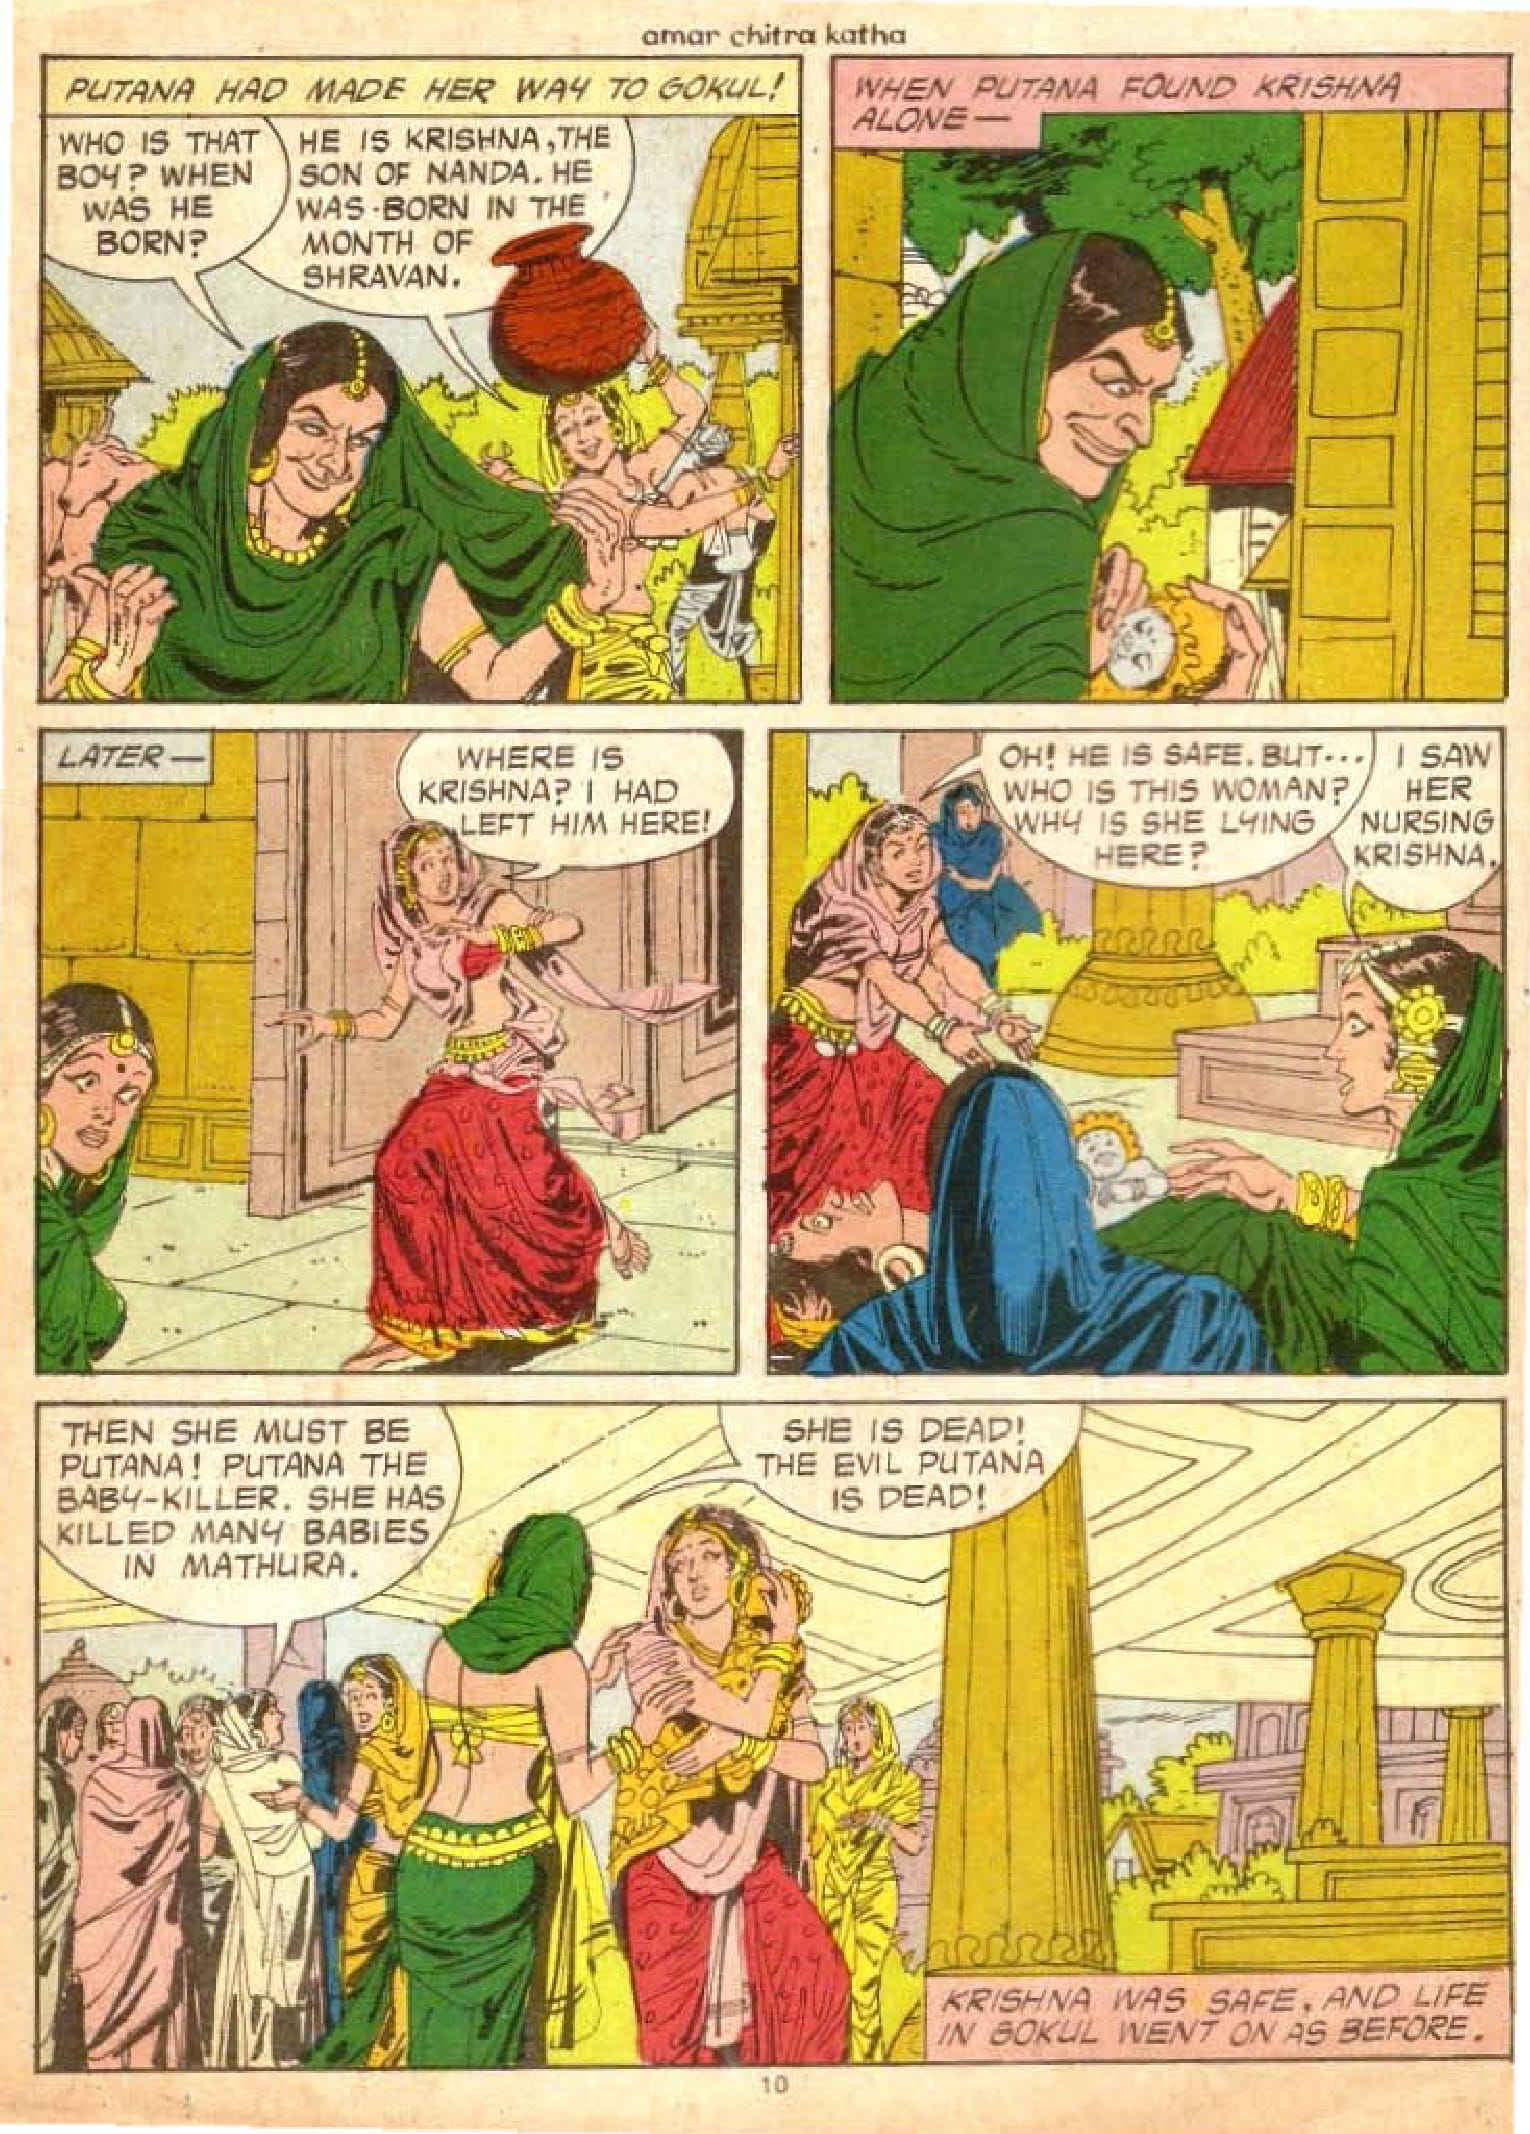 amar chitra katha
PUTANA HAD MADE HER WAY TO GOKUL!
WHO IS THAT
BOY? WHEN
WAS HE
BORN?
HE IS KRISHNA, THE
SON OF NANDA. HE
WAS BORN IN THE
MONTH OF
SHRAVAN.
WHEN PUTANA FOUND KRISHNA
ALONE —
LATER —
WHERE IS
KRISHNA? I HAD
LEFT HIM HERE!
OH! HE IS SAFE. BUT...
WHO IS THIS WOMAN?
WHY IS SHE LYING
HERE?
I SAW
HER
NURSING
KRISHNA.
THEN SHE MUST BE
PUTANA! PUTANA THE
BABY-KILLER. SHE HAS
KILLED MANY BABIES
IN MATHURA.
SHE IS DEAD!
THE EVIL PUTANA
IS DEAD!
KRISHNA WAS SAFE, AND LIFE
IN GOKUL WENT ON AS BEFORE.
10